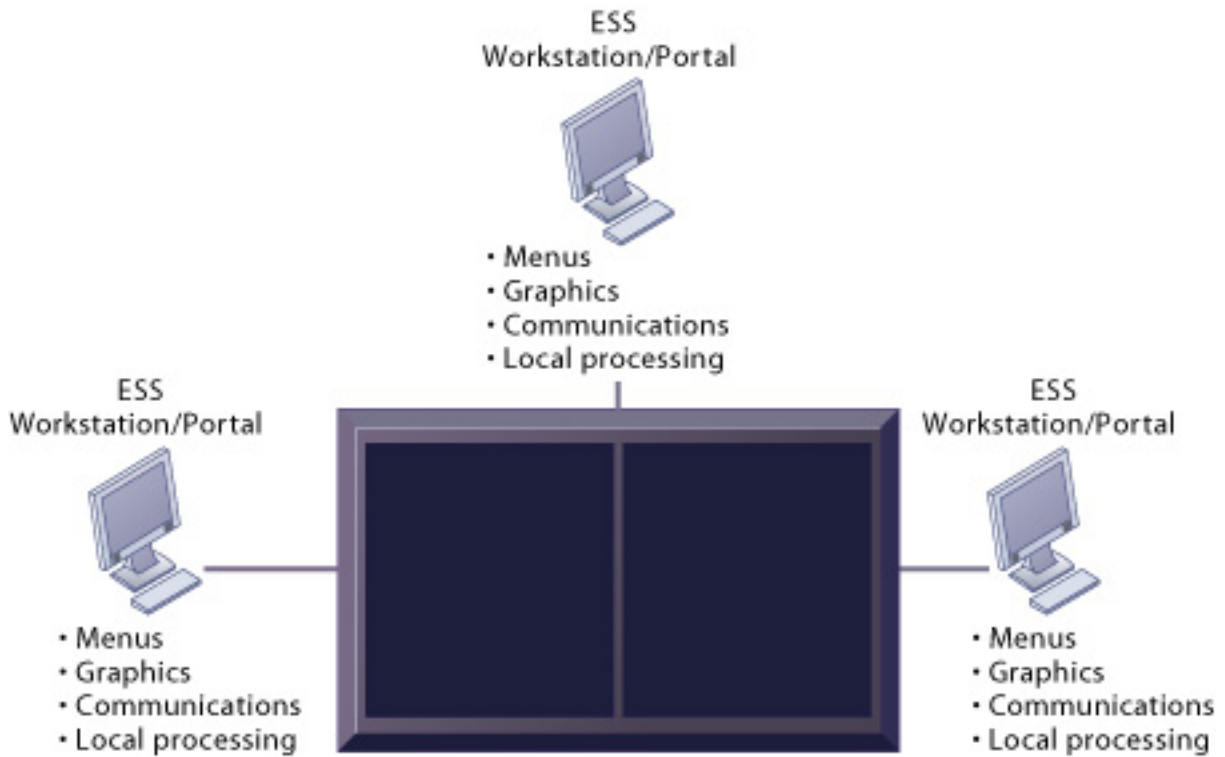 ESS
Workstation/Portal
• Menus
• Graphics
• Communications
• Local processing
ESS
Workstation/Portal
• Menus
• Graphics
• Communications
• Local processing
ESS
Workstation/Portal
• Menus
• Graphics
• Communications
• Local processing